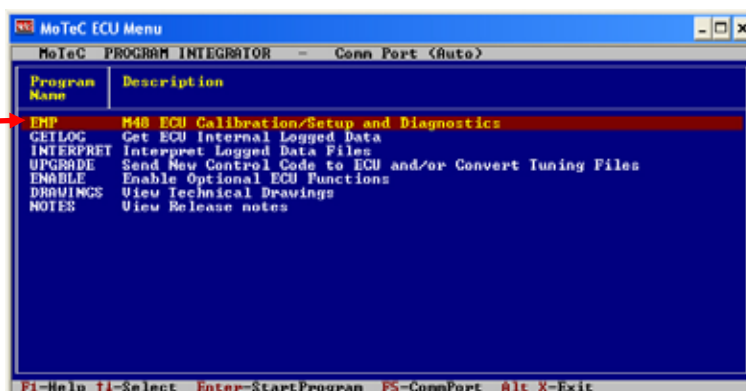 MoTeC ECU Menu
MoTeC PROGRAM INTEGRATOR - Comm Port (Auto)
Program Name Description
EMP M48 ECU Calibration/Setup and Diagnostics
GETLOG Get ECU Internal Logged Data
INTERPRET Interpret Logged Data Files
UPGRADE Send New Control Code to ECU and/or Convert Tuning Files
ENABLE Enable Optional ECU Functions
DRAWINGS View Technical Drawings
NOTES View Release notes
F1-Help ↑↓-Select Enter-StartProgram F5-CommPort Alt X-Exit